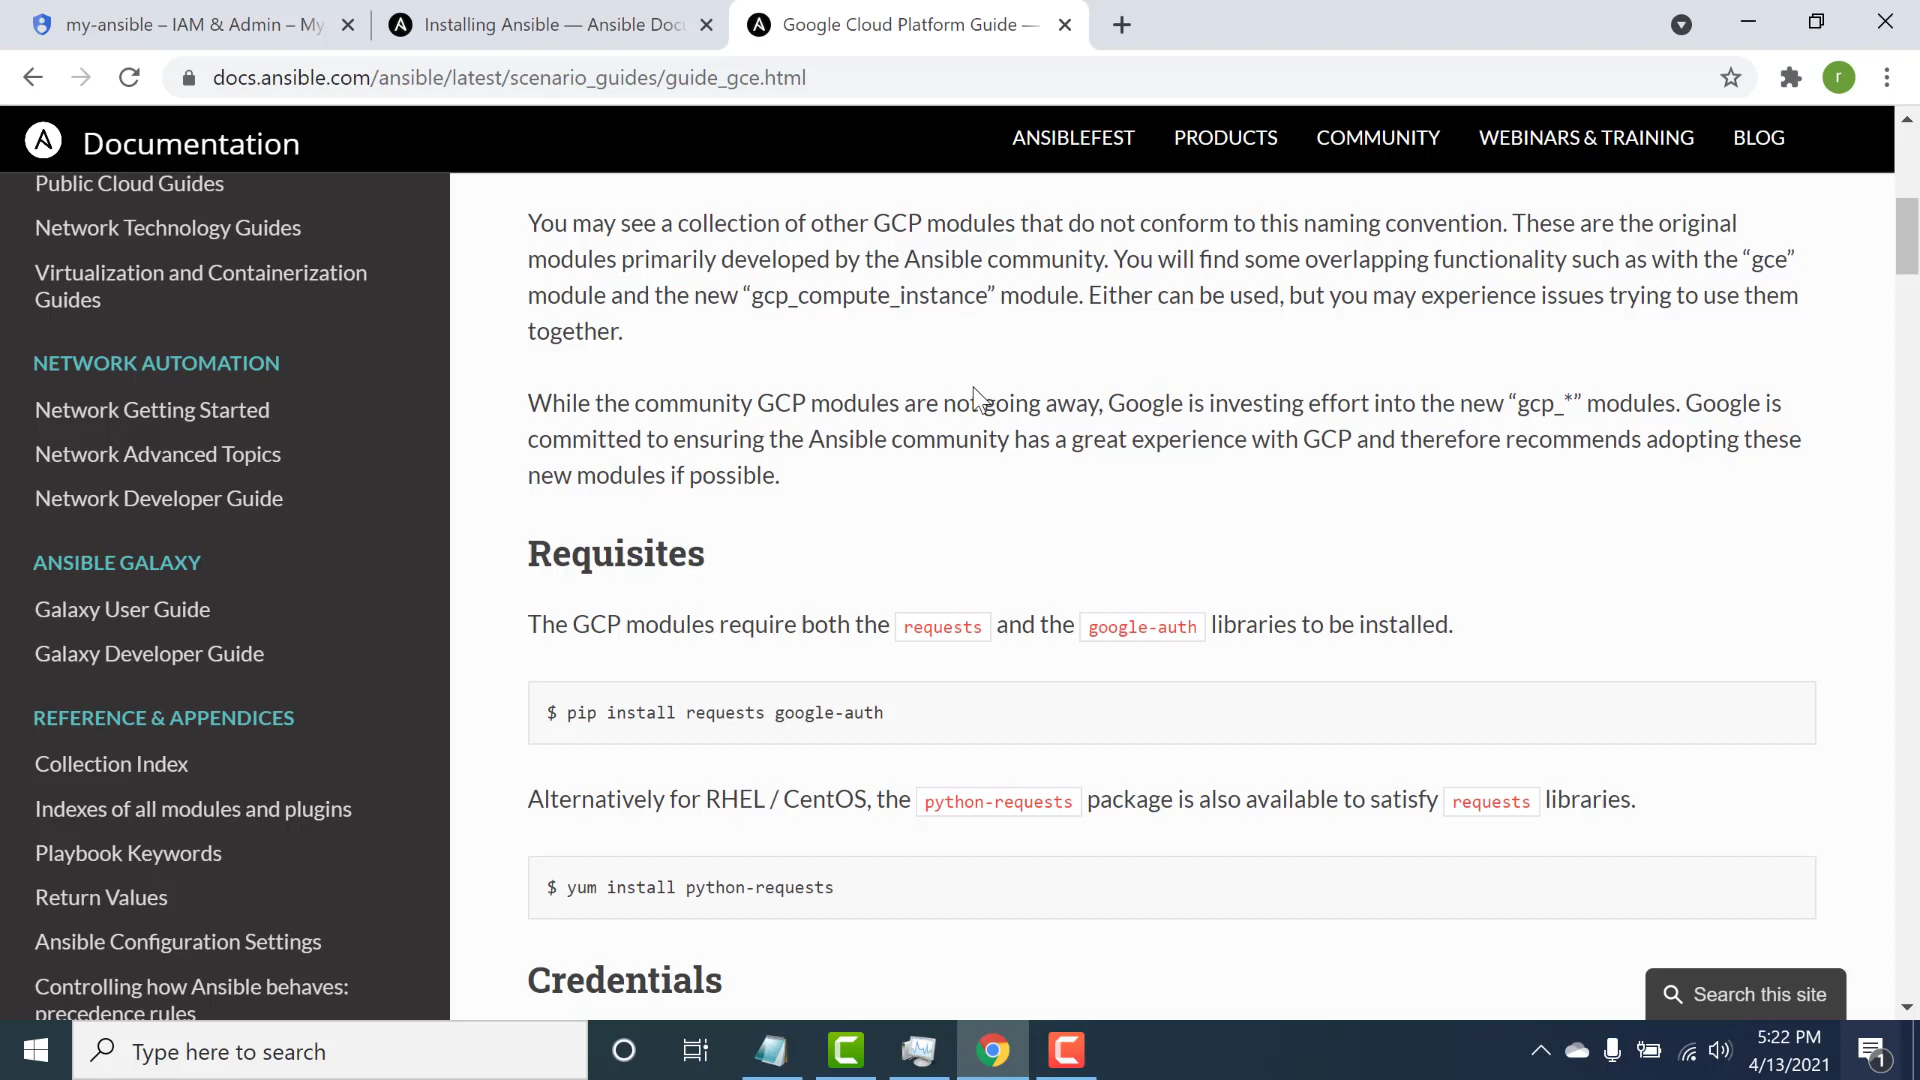 my-ansible – IAM & Admin – My
Installing Ansible — Ansible Docu
Google Cloud Platform Guide —
docs.ansible.com/ansible/latest/scenario_guides/guide_gce.html
r
Documentation
ANSIBLEFEST
PRODUCTS
COMMUNITY
WEBINARS & TRAINING
BLOG
Public Cloud Guides
Network Technology Guides
Virtualization and Containerization
Guides
NETWORK AUTOMATION
Network Getting Started
Network Advanced Topics
Network Developer Guide
ANSIBLE GALAXY
Galaxy User Guide
Galaxy Developer Guide
REFERENCE & APPENDICES
Collection Index
Indexes of all modules and plugins
Playbook Keywords
Return Values
Ansible Configuration Settings
Controlling how Ansible behaves:
precedence rules
You may see a collection of other GCP modules that do not conform to this naming convention. These are the original
modules primarily developed by the Ansible community. You will find some overlapping functionality such as with the “gce”
module and the new “gcp_compute_instance” module. Either can be used, but you may experience issues trying to use them
together.
While the community GCP modules are not going away, Google is investing effort into the new “gcp_*” modules. Google is
committed to ensuring the Ansible community has a great experience with GCP and therefore recommends adopting these
new modules if possible.
Requisites
The GCP modules require both the requests and the google-auth libraries to be installed.
$ pip install requests google-auth
Alternatively for RHEL / CentOS, the python-requests package is also available to satisfy requests libraries.
$ yum install python-requests
Credentials
Search this site
Type here to search
5:22 PM
4/13/2021
1